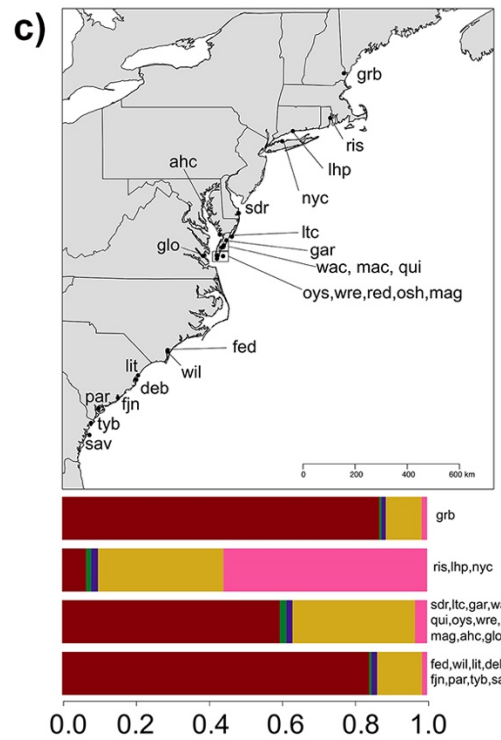 c)
grb
ris
lhp
nyc
ahc
sdr
ltc
glo
gar
wac, mac, qui
oys,wre,red,osh,mag
fed
wil
lit
deb
par
fjn
tyb
sav
0 200 400 600 km
grb
ris,lhp,nyc
sdr,ltc,gar,wa
qui,oys,wre,
mag,ahc,glo
fed,wil,lit,del
fjn,par,tyb,sa
0.0 0.2 0.4 0.6 0.8 1.0